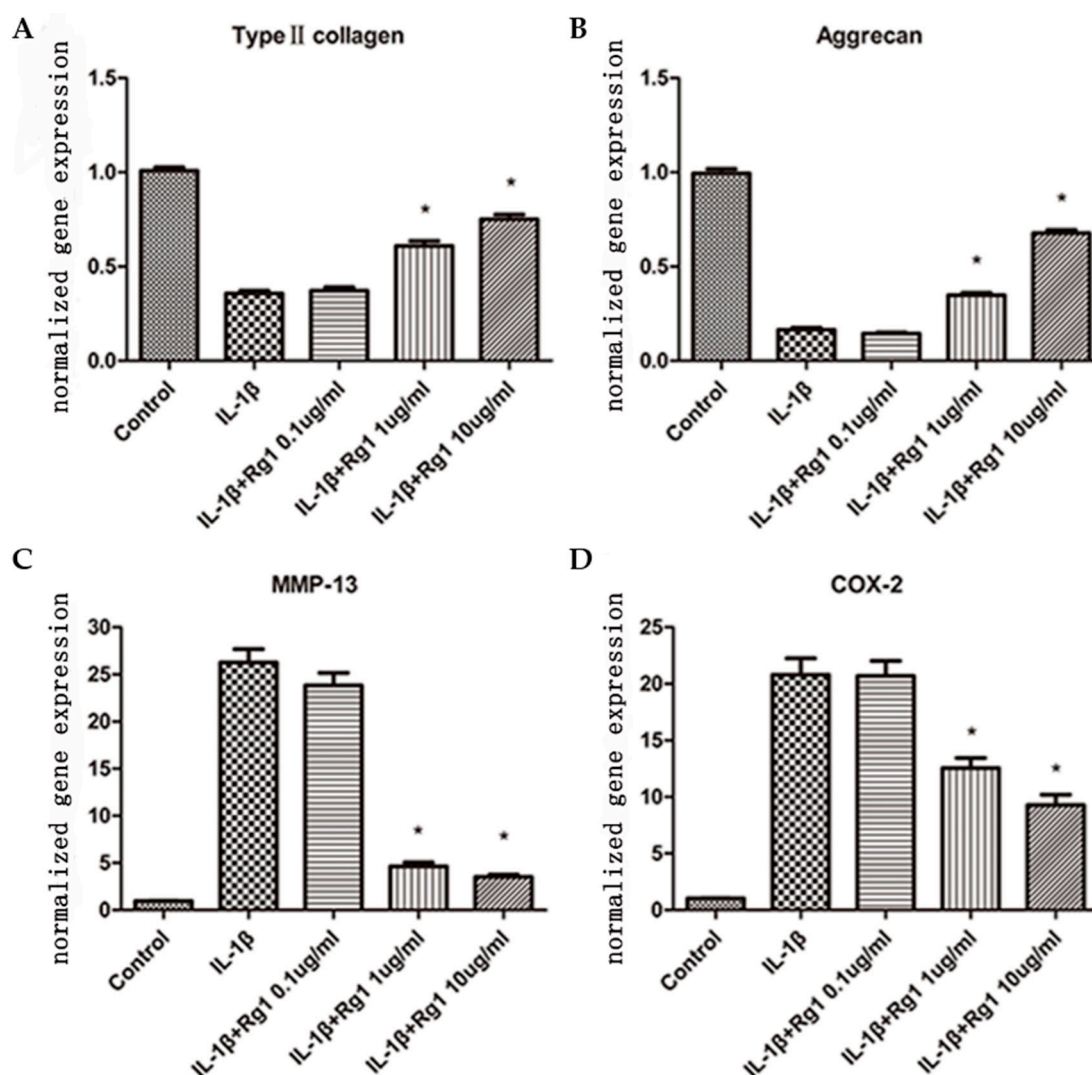 A
Type II collagen
normalized gene expression
1.5
1.0
0.5
0.0
*
*
Control
IL-1β
IL-1β+Rg1 0.1ug/ml
IL-1β+Rg1 1ug/ml
IL-1β+Rg1 10ug/ml
B
Aggrecan
normalized gene expression
1.5
1.0
0.5
0.0
*
*
Control
IL-1β
IL-1β+Rg1 0.1ug/ml
IL-1β+Rg1 1ug/ml
IL-1β+Rg1 10ug/ml
C
MMP-13
normalized gene expression
30
25
20
15
10
5
0
*
*
Control
IL-1β
IL-1β+Rg1 0.1ug/ml
IL-1β+Rg1 1ug/ml
IL-1β+Rg1 10ug/ml
D
COX-2
normalized gene expression
25
20
15
10
5
0
*
*
Control
IL-1β
IL-1β+Rg1 0.1ug/ml
IL-1β+Rg1 1ug/ml
IL-1β+Rg1 10ug/ml